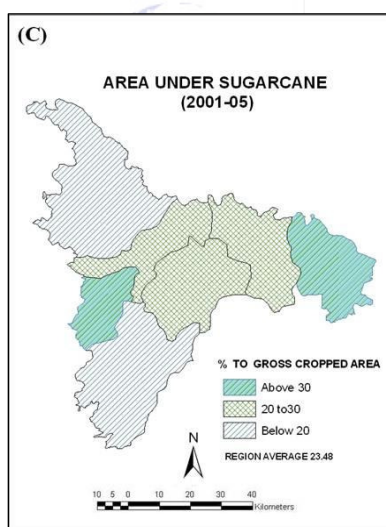 (C)
AREA UNDER SUGARCANE
(2001-05)
% TO GROSS CROPPED AREA
Above 30
20 to30
Below 20
N
REGION AVERAGE 23.48
10 5 0 10 20 30 40
Kilometers